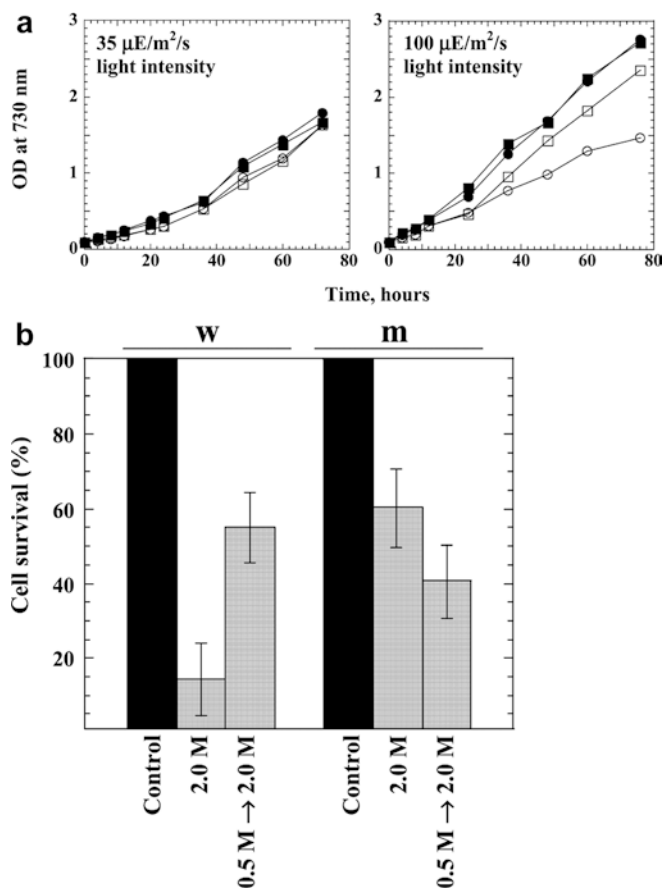 a
35 μE/m²/s
light intensity
100 μE/m²/s
light intensity
OD at 730 nm
3
2
1
0
0
20
40
60
80
3
2
1
0
0
20
40
60
80
Time, hours
b
w
m
Cell survival (%)
100
80
60
40
20
Control
2.0 M
0.5 M → 2.0 M
Control
2.0 M
0.5 M → 2.0 M